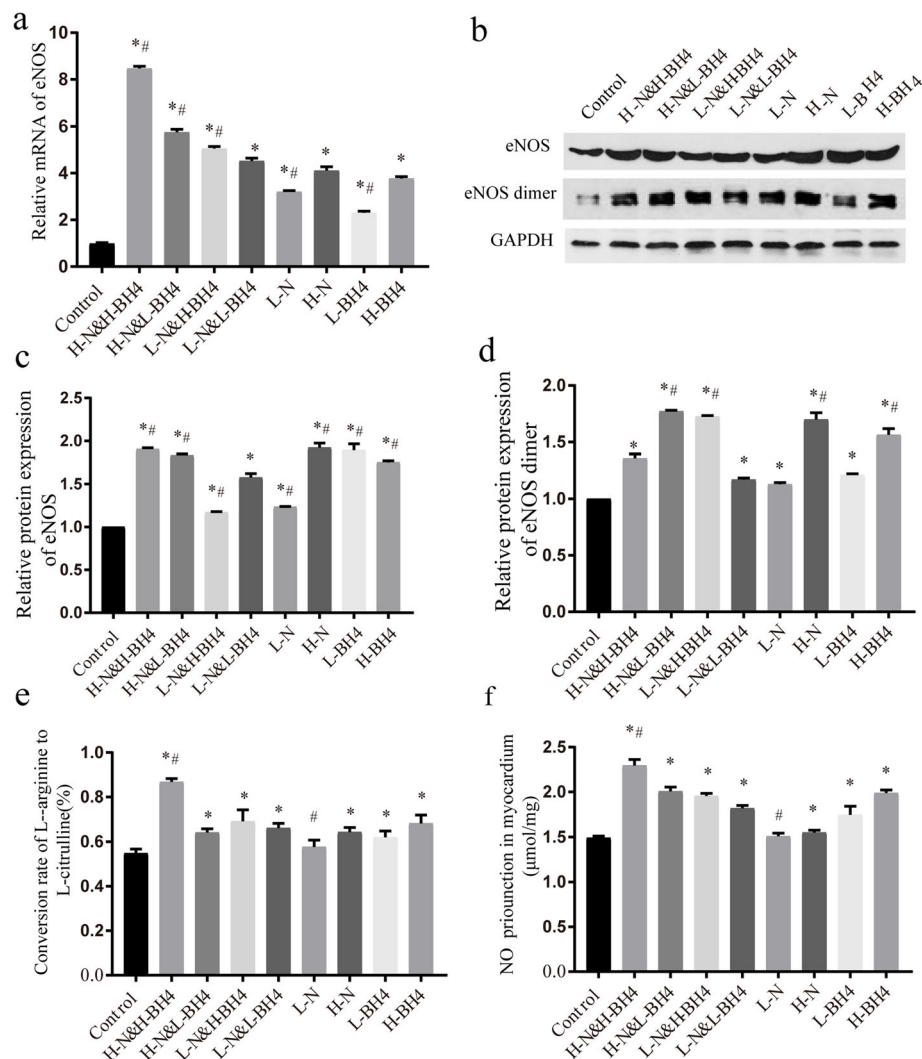 a
Relative mRNA of eNOS
10
8
6
4
2
0
*#
*#
*#
*
*#
*
*#
*
Control
H-N&H-BH4
H-N&L-BH4
L-N&H-BH4
L-N&L-BH4
L-N
H-N
L-BH4
H-BH4
b
Control
H -N&H-BH4
H-N&L-BH4
L-N&H-BH4
L-N&L-BH4
L-N
H -N
L-B H4
H-BH4
eNOS
eNOS dimer
GAPDH
c
Relative protein expression
of eNOS
2.5
2.0
1.5
1.0
0.5
0.0
*#
*#
*#
*
*#
*#
*#
*#
Control
H-N&H-BH4
H-N&L-BH4
L-N&H-BH4
L-N&L-BH4
L-N
H-N
L-BH4
H-BH4
d
Relative protein expression
of eNOS dimer
2.0
1.5
1.0
0.5
0.0
*
*#
*#
*
*
*#
*
*#
Control
H-N&H-BH4
H-N&L-BH4
L-N&H-BH4
L-N&L-BH4
L-N
H-N
L-BH4
H-BH4
e
Conversion rate of L--arginine to
L-citrulline(%)
1.0
0.8
0.6
0.4
0.2
0.0
*#
*
*
*
#
*
*
*
Control
H-N&H-BH4
H-N&L-BH4
L-N&H-BH4
L-N&L-BH4
L-N
H-N
L-BH4
H-BH4
f
NO priounction in myocardium
(μmol/mg)
2.5
2.0
1.5
1.0
0.5
0.0
*#
*
*
*
#
*
*
*
Control
H-N&H-BH4
H-N&L-BH4
L-N&H-BH4
L-N&L-BH4
L-N
H-N
L-BH4
H-BH4